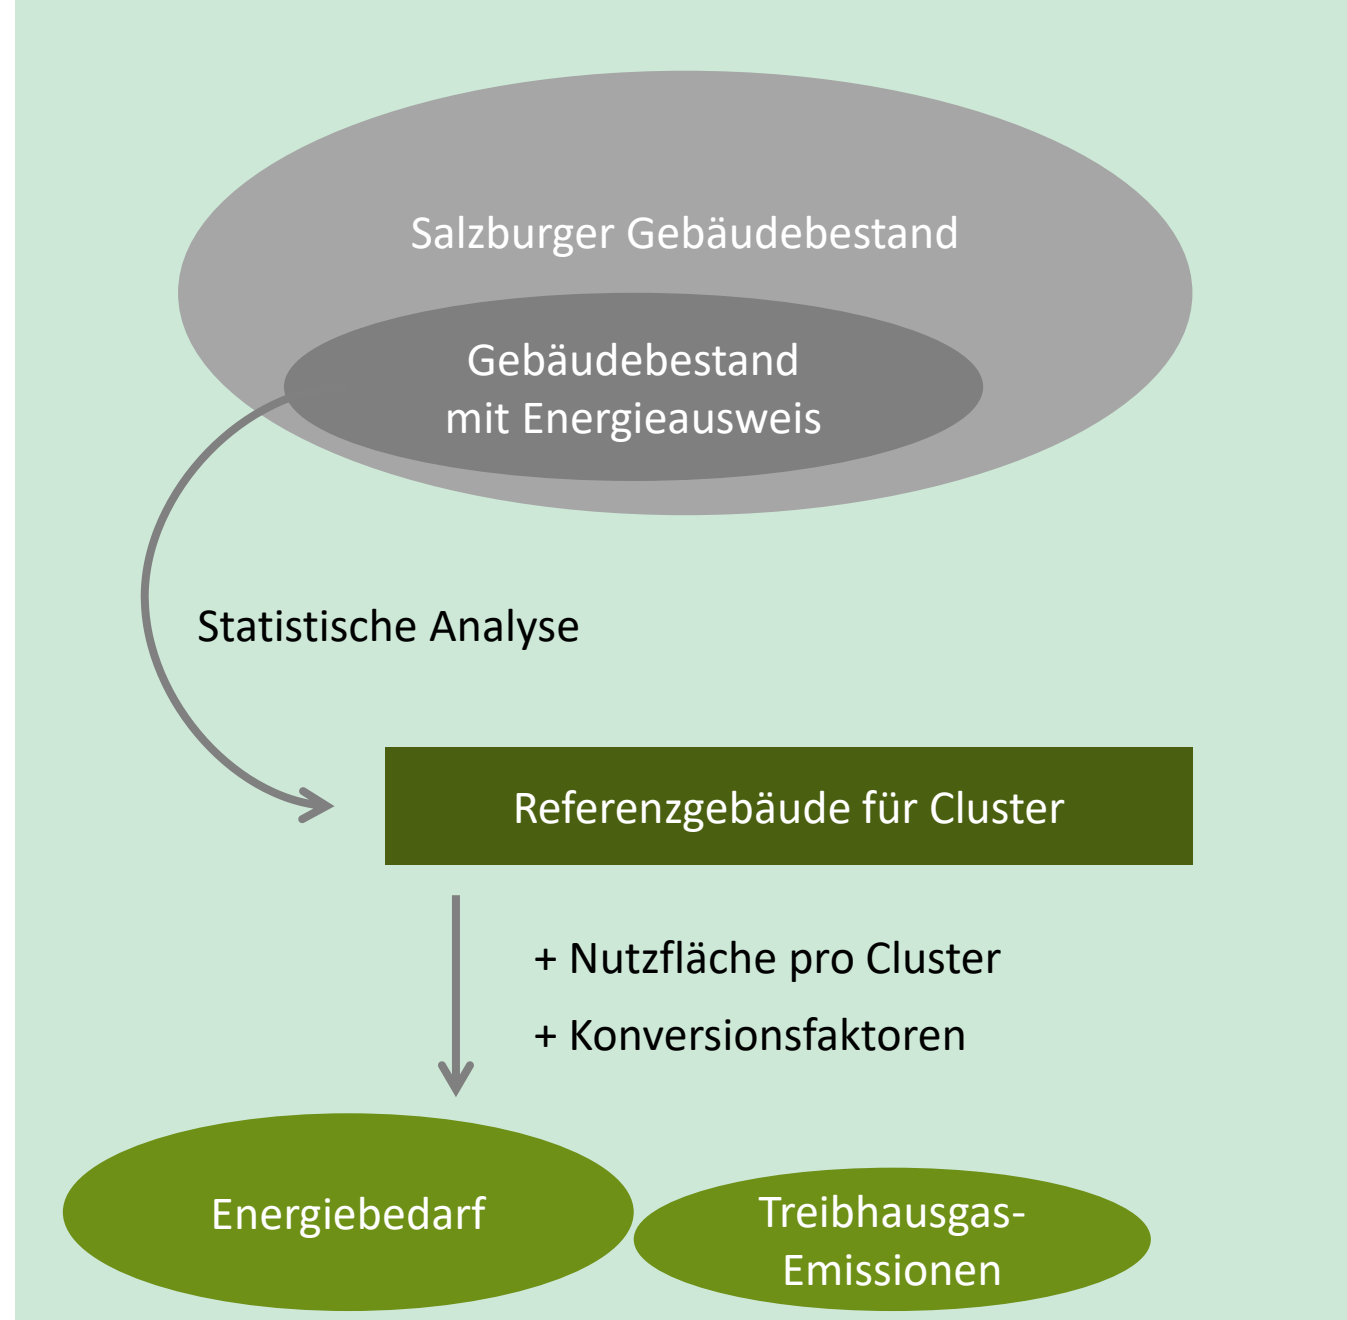 Salzburger Gebäudebestand
Gebäudebestand
mit Energieausweis
Statistische Analyse
Referenzgebäude für Cluster
+ Nutzfläche pro Cluster
+ Konversionsfaktoren
Energiebedarf
Treibhausgas-
Emissionen